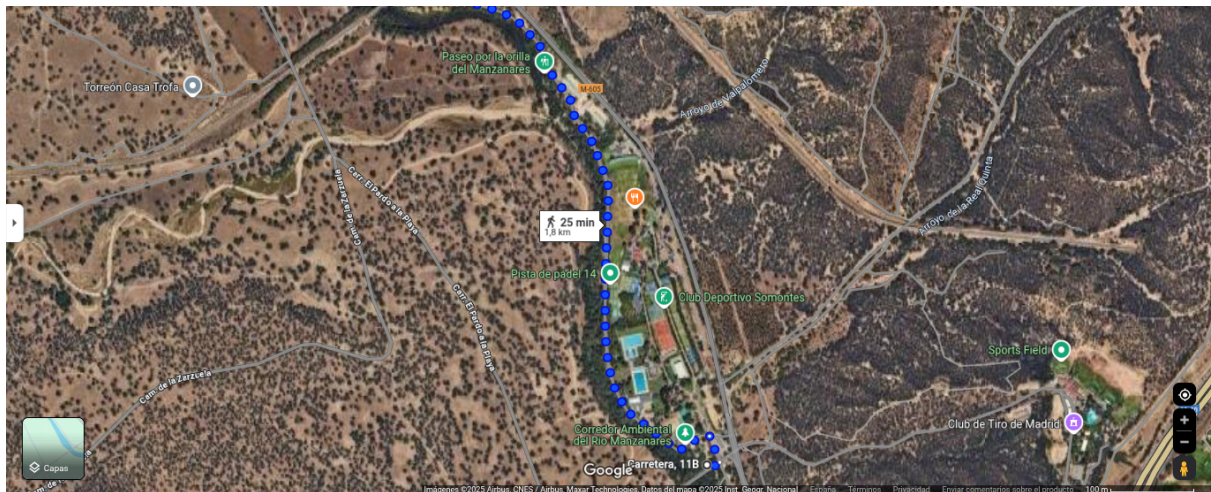 Paseo por la orilla
del Manzanares
Torreón Casa Trofa
M-605
Arroyo de Valpalomero
Carr. El Pardo a la Playa
Cam. de la Zarzuela
Arroyo de la Real Quinta
25 min
1,8 km
Pista de pádel 14
Club Deportivo Somontes
Carr. El Pardo a la Playa
Sports Field
Cam. de la Zarzuela
Club de Tiro de Madrid
Corredor Ambiental
del Río Manzanares
Capas
Google
Carretera, 11B
Imágenes ©2025 Airbus, CNES / Airbus, Maxar Technologies, Datos del mapa ©2025 Inst. Geogr. Nacional España Términos Privacidad Enviar comentarios sobre el producto 100 m